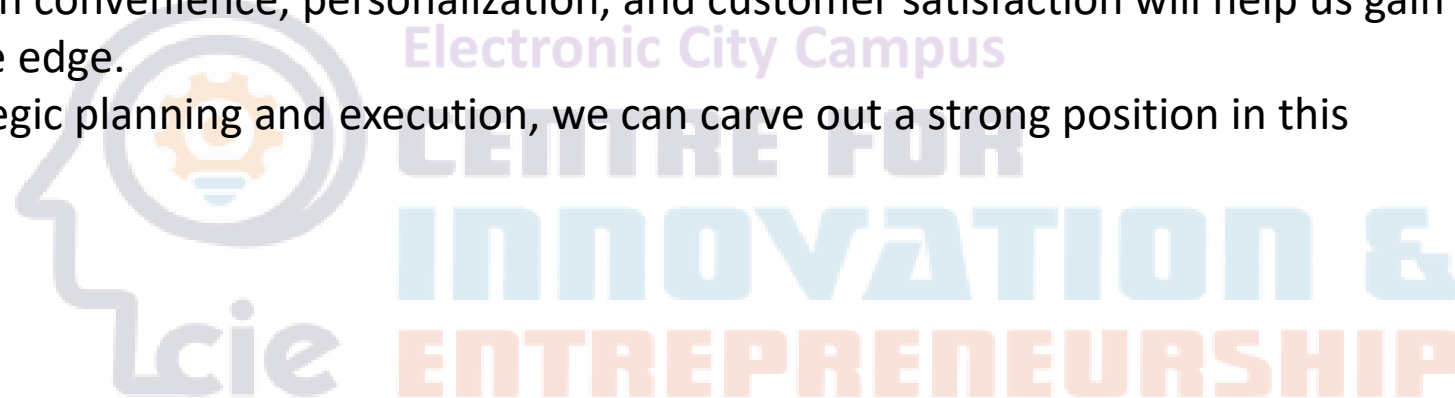 convenience, personalization, and customer satisfaction will help us gain
Electronic City Campus
edge.
planning and execution, we can carve out a strong position in this
CENTRE FOR
INNOVATION &
cie ENTREPRENEURSHIP